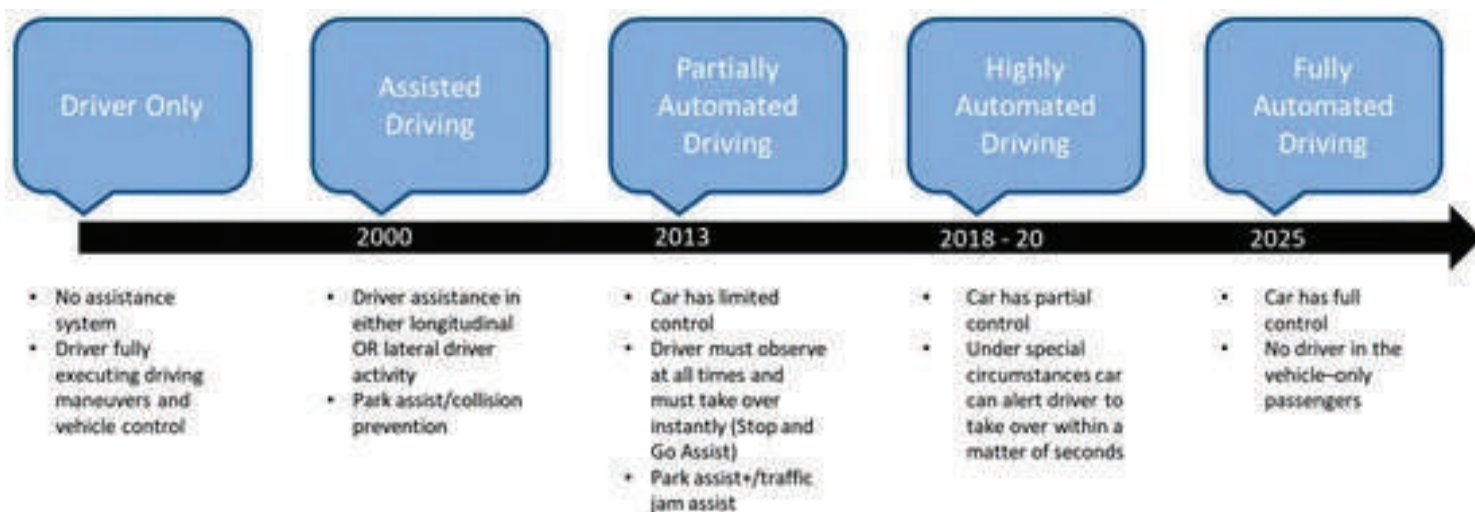 Driver Only
Assisted
Driving
Partially
Automated
Driving
Highly
Automated
Driving
Fully
Automated
Driving
2000
2013
2018 - 20
2025
• No assistance
system
• Driver fully
executing driving
maneuvers and
vehicle control
• Driver assistance in
either longitudinal
OR lateral driver
activity
• Park assist/collision
prevention
• Car has limited
control
• Driver must observe
at all times and
must take over
instantly (Stop and
Go Assist)
• Park assist+/traffic
jam assist
• Car has partial
control
• Under special
circumstances car
can alert driver to
take over within a
matter of seconds
• Car has full
control
• No driver in the
vehicle–only
passengers